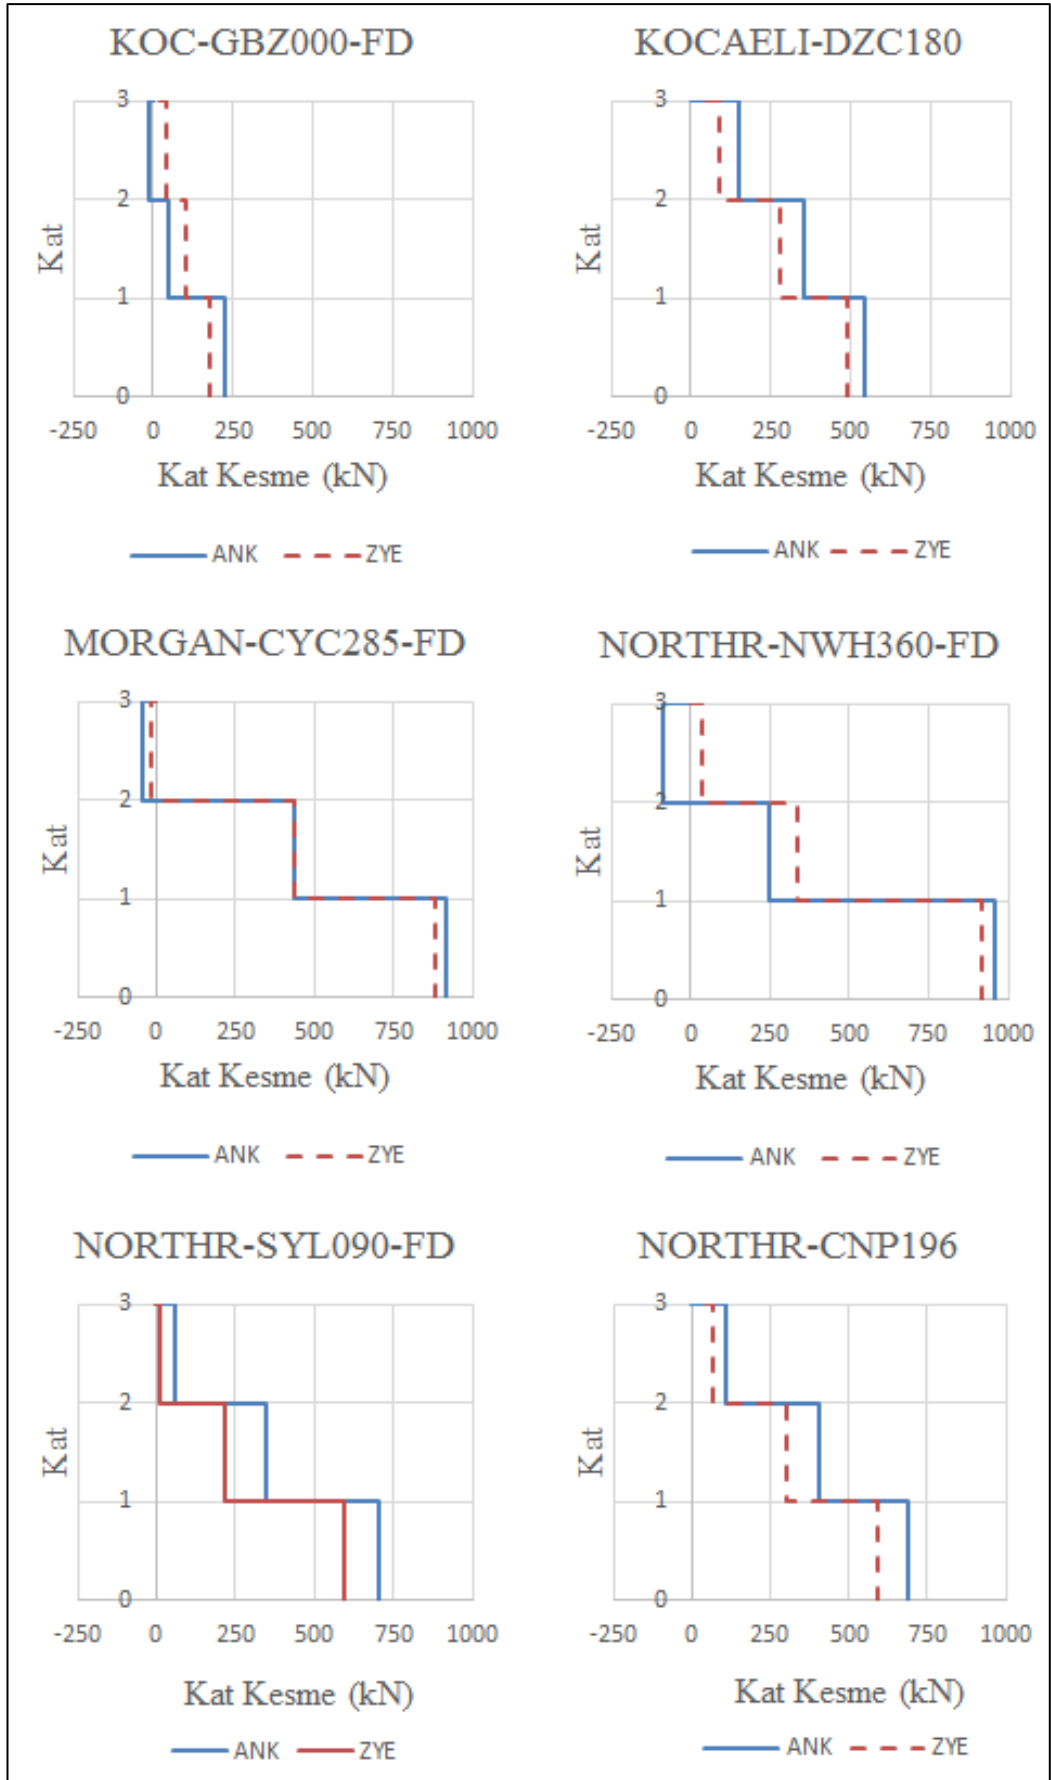 KOC-GBZ000-FD
3
2
1
0
Kat
-250 0 250 500 750 1000
Kat Kesme (kN)
ANK ZYE
KOCAELI-DZC180
3
2
1
0
Kat
-250 0 250 500 750 1000
Kat Kesme (kN)
ANK ZYE
MORGAN-CYC285-FD
3
2
1
0
Kat
-250 0 250 500 750 1000
Kat Kesme (kN)
ANK ZYE
NORTHR-NWH360-FD
3
2
1
0
Kat
-250 0 250 500 750 1000
Kat Kesme (kN)
ANK ZYE
NORTHR-SYL090-FD
3
2
1
0
Kat
-250 0 250 500 750 1000
Kat Kesme (kN)
ANK ZYE
NORTHR-CNP196
3
2
1
0
Kat
-250 0 250 500 750 1000
Kat Kesme (kN)
ANK ZYE